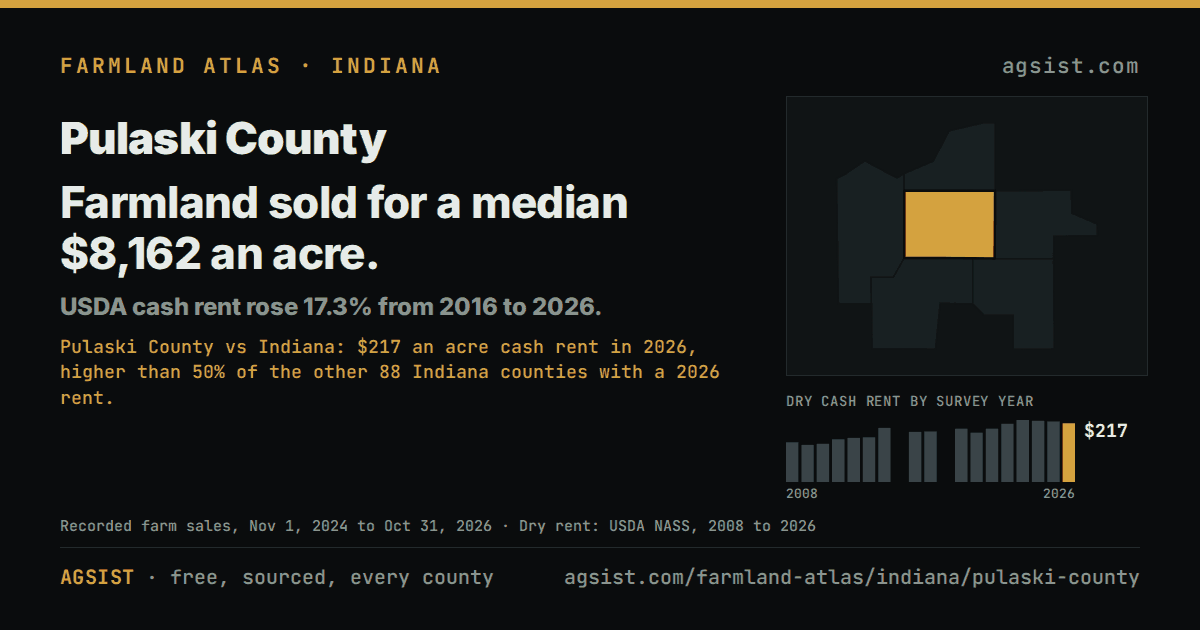 FARMLAND ATLAS · INDIANA
agsist.com
Pulaski County
Farmland sold for a median
$8,162 an acre.
USDA cash rent rose 17.3% from 2016 to 2026.
Pulaski County vs Indiana: $217 an acre cash rent in 2026,
higher than 50% of the other 88 Indiana counties with a 2026
rent.
DRY CASH RENT BY SURVEY YEAR
$217
2008
2026
Recorded farm sales, Nov 1, 2024 to Oct 31, 2026 · Dry rent: USDA NASS, 2008 to 2026
AGSIST · free, sourced, every county
agsist.com/farmland-atlas/indiana/pulaski-county